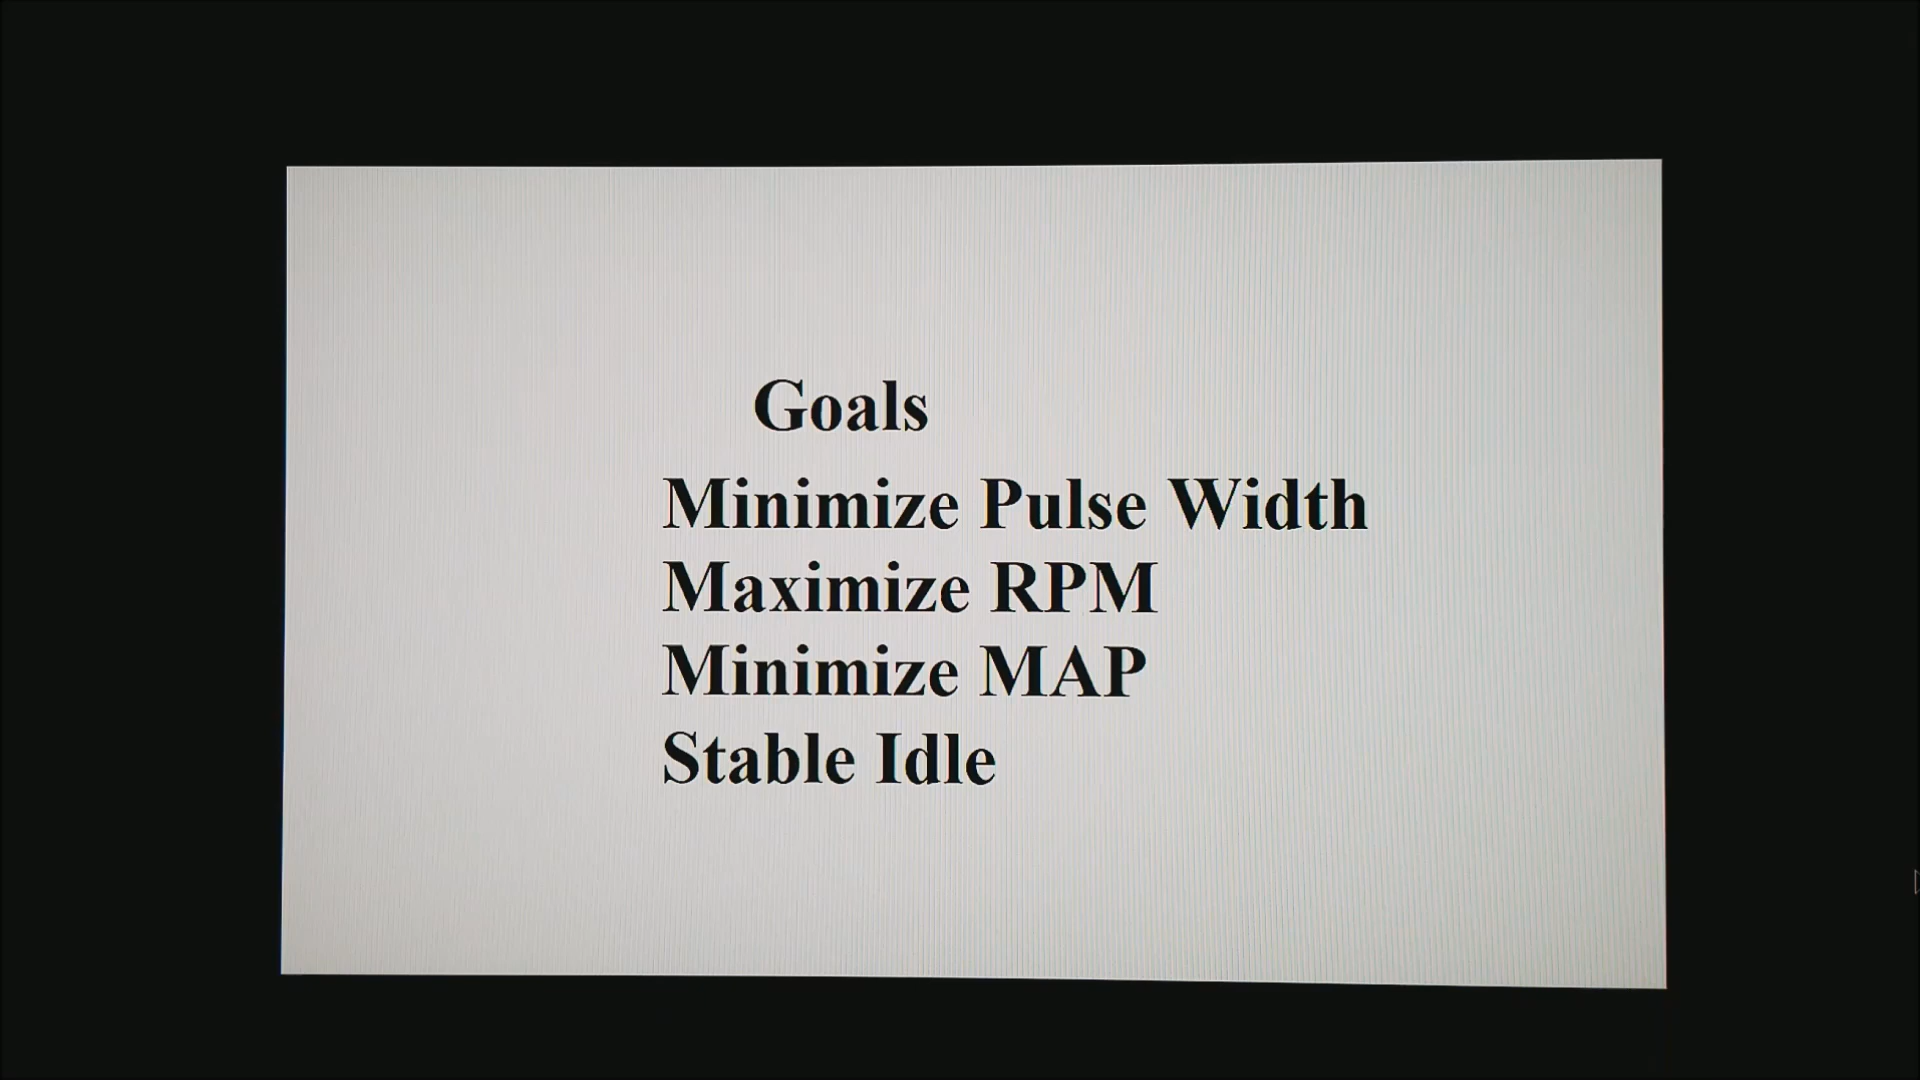 Goals
Minimize Pulse Width
Maximize RPM
Minimize MAP
Stable Idle